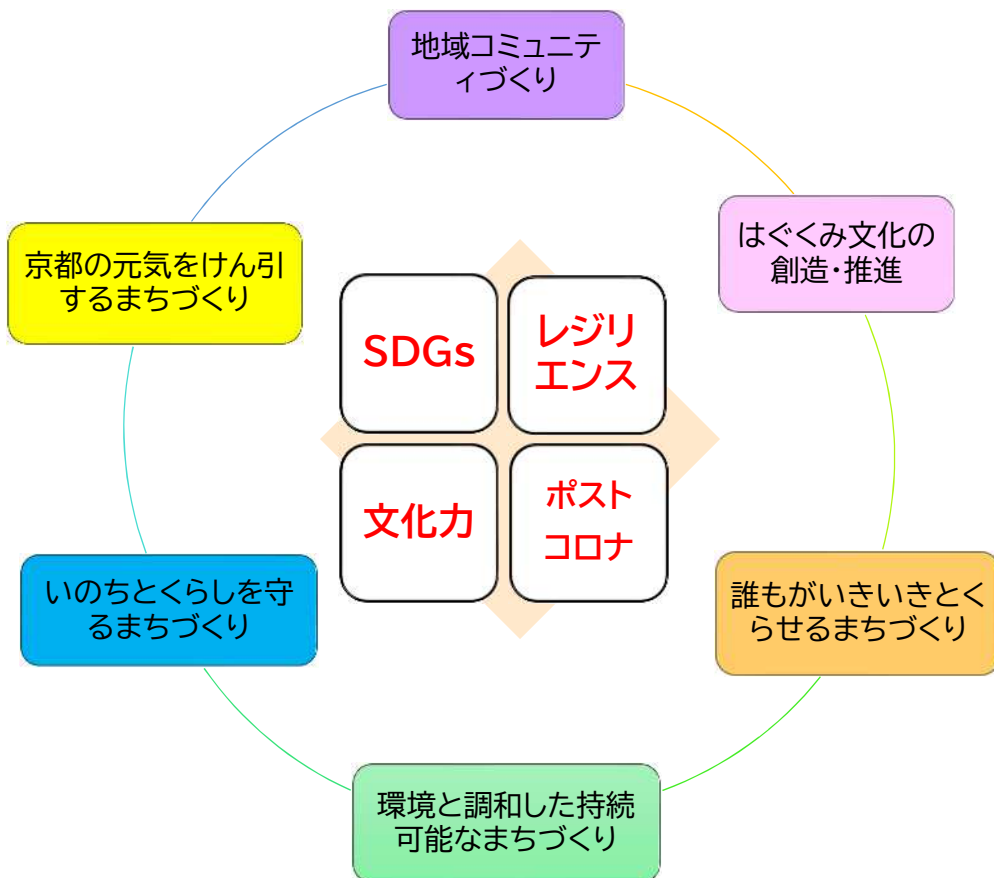 地域コミュニテ
ィづくり
はぐくみ文化の
創造・推進
京都の元気をけん引
するまちづくり
SDGs
レジリ
エンス
文化力
ポスト
コロナ
いのちとくらしを守
るまちづくり
誰もがいきいきとく
らせるまちづくり
環境と調和した持続
可能なまちづくり